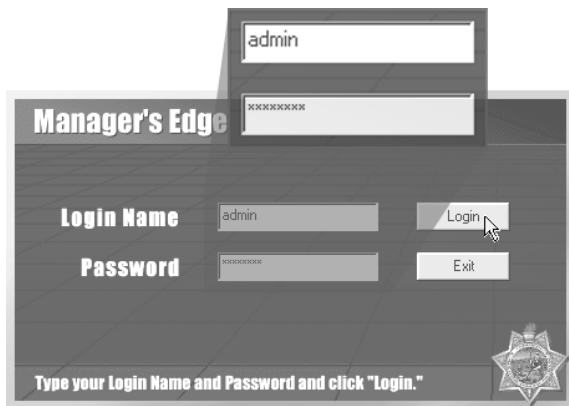 admin
xxxxxxxx
Manager's Edge
Login Name
admin
Login
Password
xxxxxxxx
Exit
Type your Login Name and Password and click "Login."